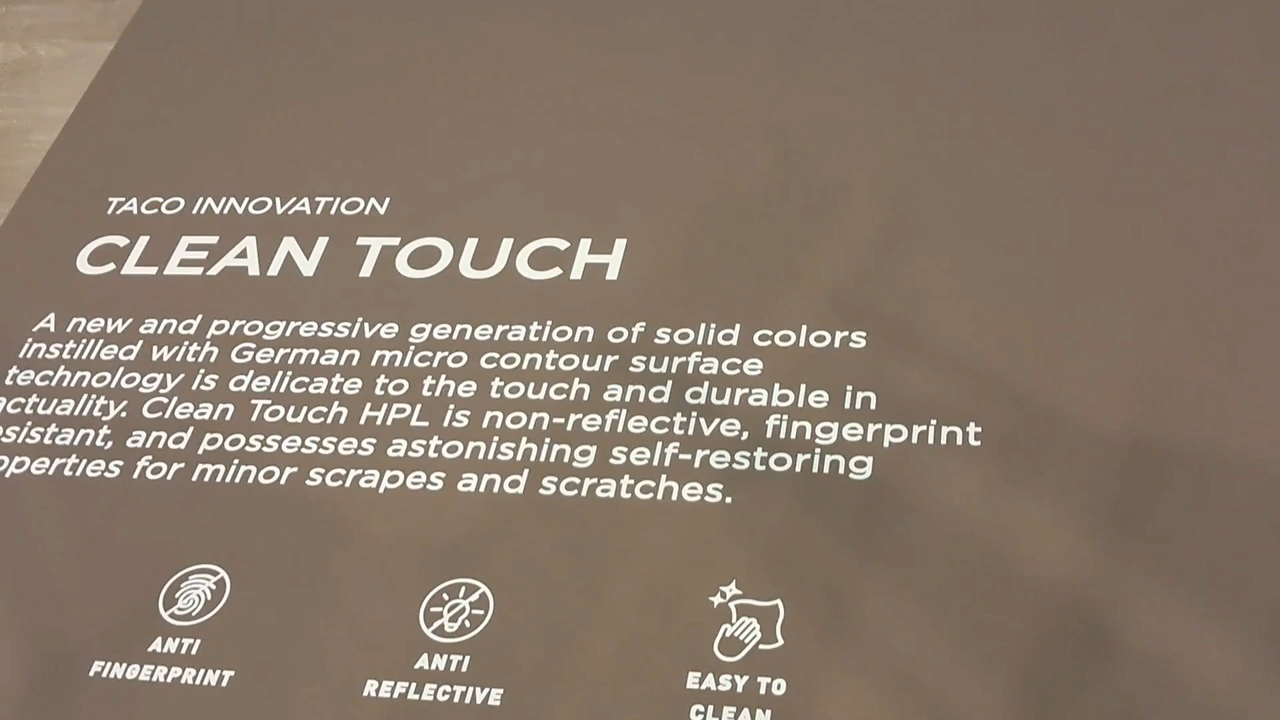 TACO INNOVATION
CLEAN TOUCH
A new and progressive generation of solid colors
instilled with German micro contour surface
technology is delicate to the touch and durable in
actuality. Clean Touch HPL is non-reflective, fingerprint
sistant, and possesses astonishing self-restoring
operties for minor scrapes and scratches.
ANTI
FINGERPRINT
ANTI
REFLECTIVE
EASY TO
CLEAN